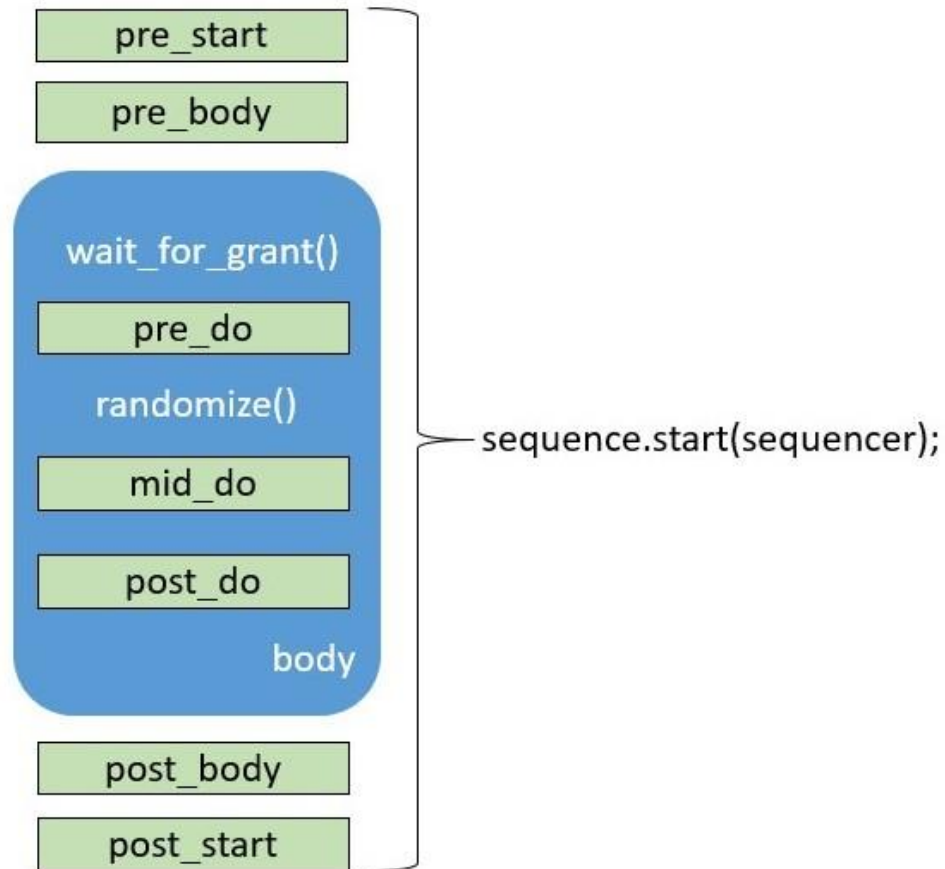 pre_start
pre_body
wait_for_grant()
pre_do
randomize()
mid_do
post_do
body
post_body
post_start
sequence.start(sequencer);